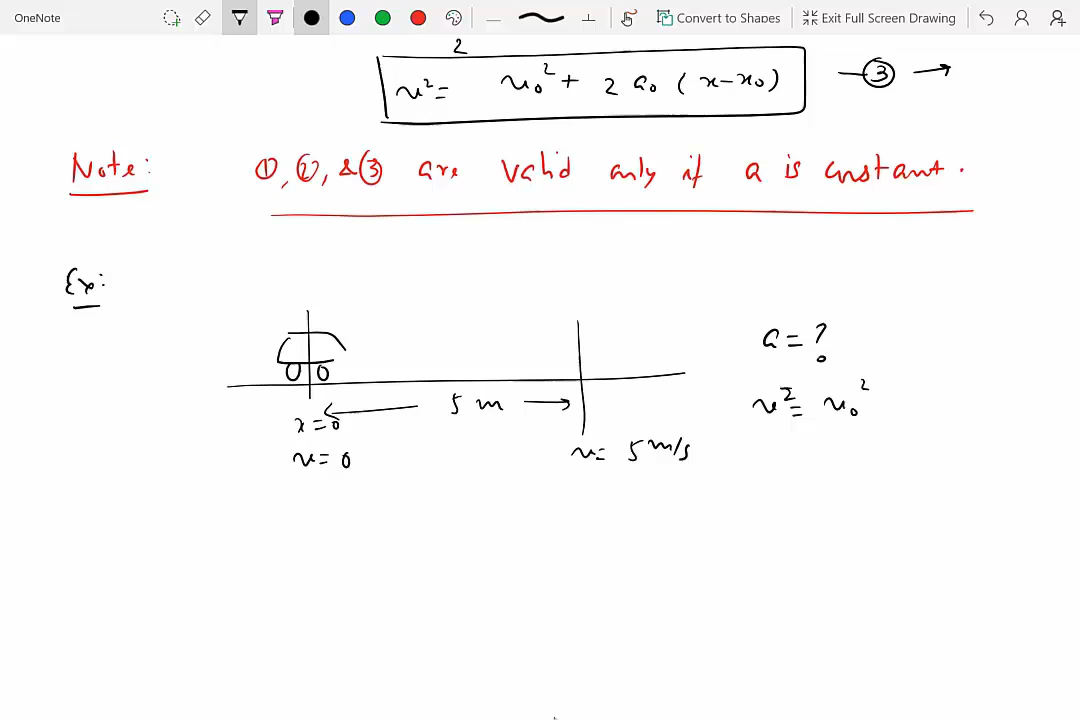 OneNote
Convert to Shapes
Exit Full Screen Drawing
2
v² = v₀² + 2 a₀ (x - x₀) — ③ →
Note: ①, ②, & ③ are valid only if a is constant.
Ex:
a = ?
v² = v₀²
← 5 m →
x = 0
v = 0
v = 5 m/s